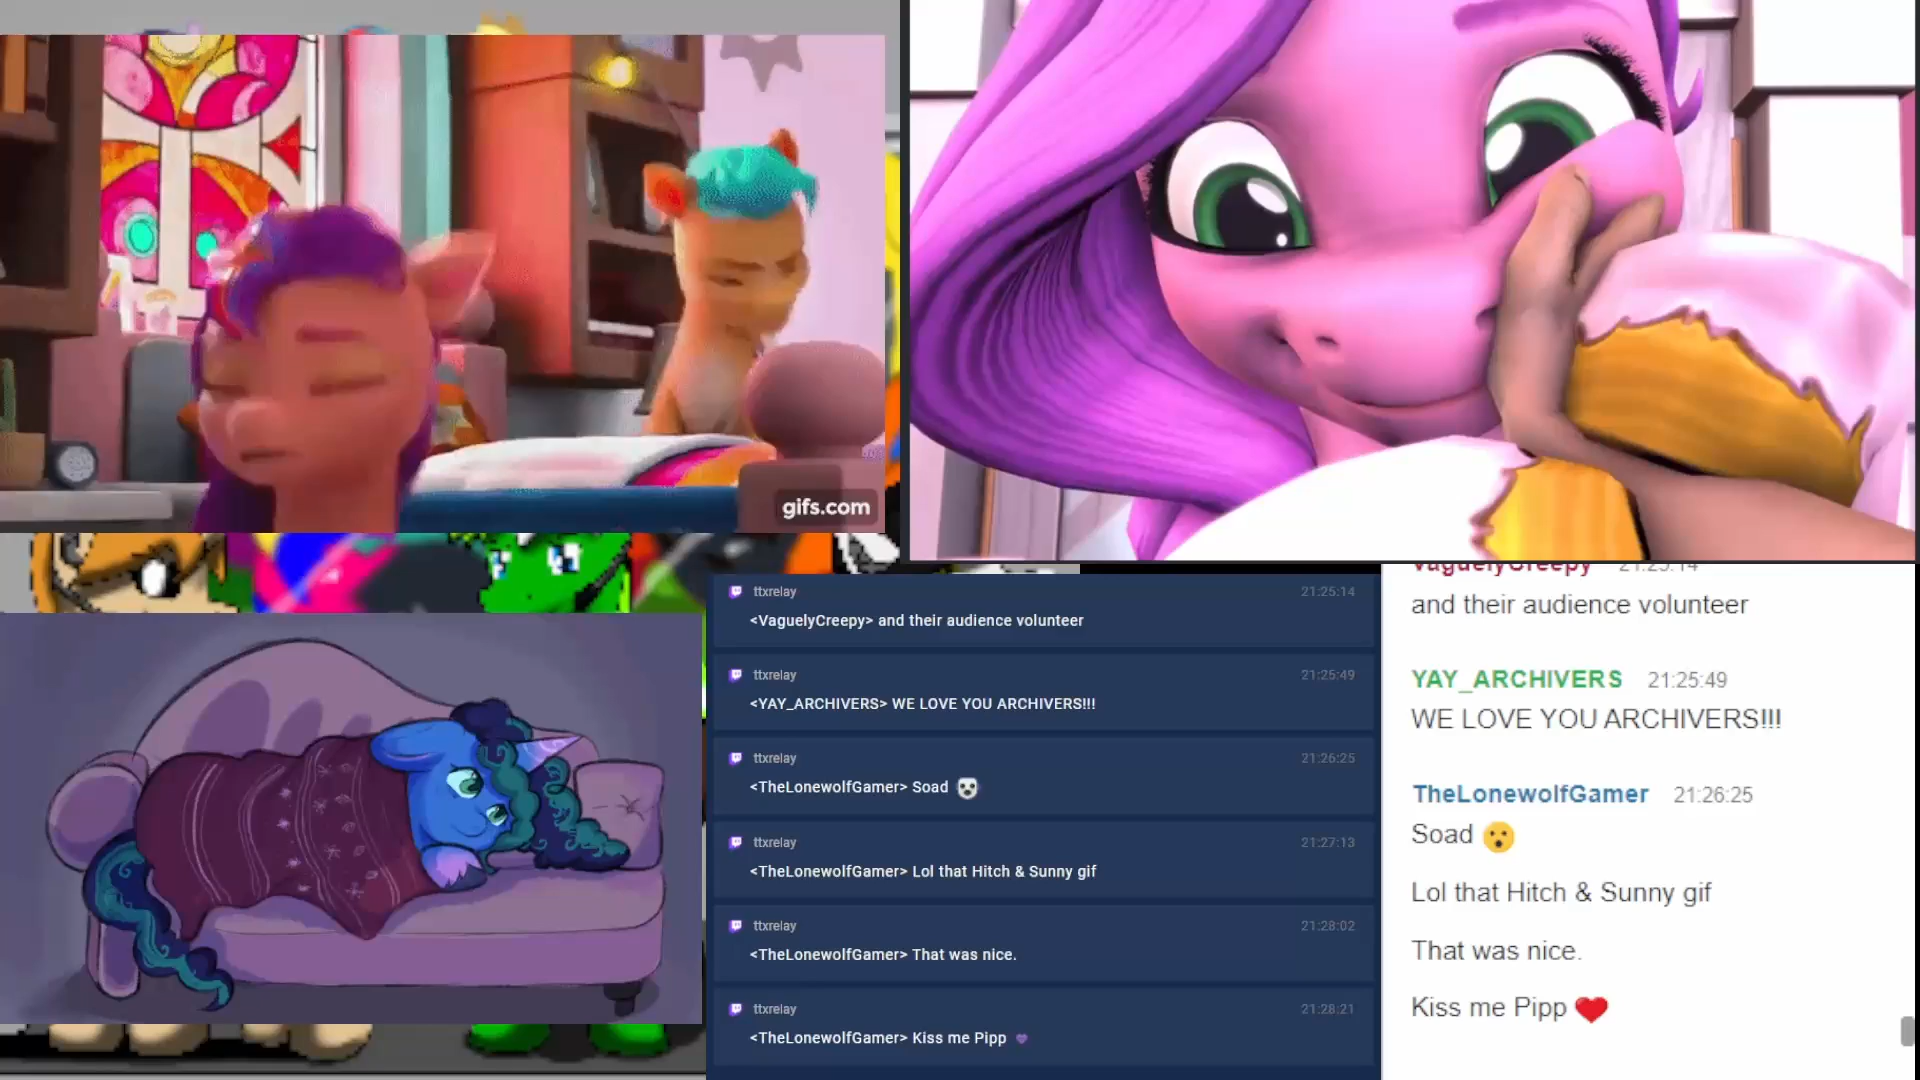 gifs.com
ttxrelay 21:25:14
<VaguelyCreepy> and their audience volunteer
ttxrelay 21:25:49
<YAY_ARCHIVERS> WE LOVE YOU ARCHIVERS!!!
ttxrelay 21:26:25
<TheLonewolfGamer> Soad
ttxrelay 21:27:13
<TheLonewolfGamer> Lol that Hitch & Sunny gif
ttxrelay 21:28:02
<TheLonewolfGamer> That was nice.
ttxrelay 21:28:21
<TheLonewolfGamer> Kiss me Pipp 💜
VaguelyCreepy 21:25:14
and their audience volunteer
YAY_ARCHIVERS 21:25:49
WE LOVE YOU ARCHIVERS!!!
TheLonewolfGamer 21:26:25
Soad 😮
Lol that Hitch & Sunny gif
That was nice.
Kiss me Pipp ❤️